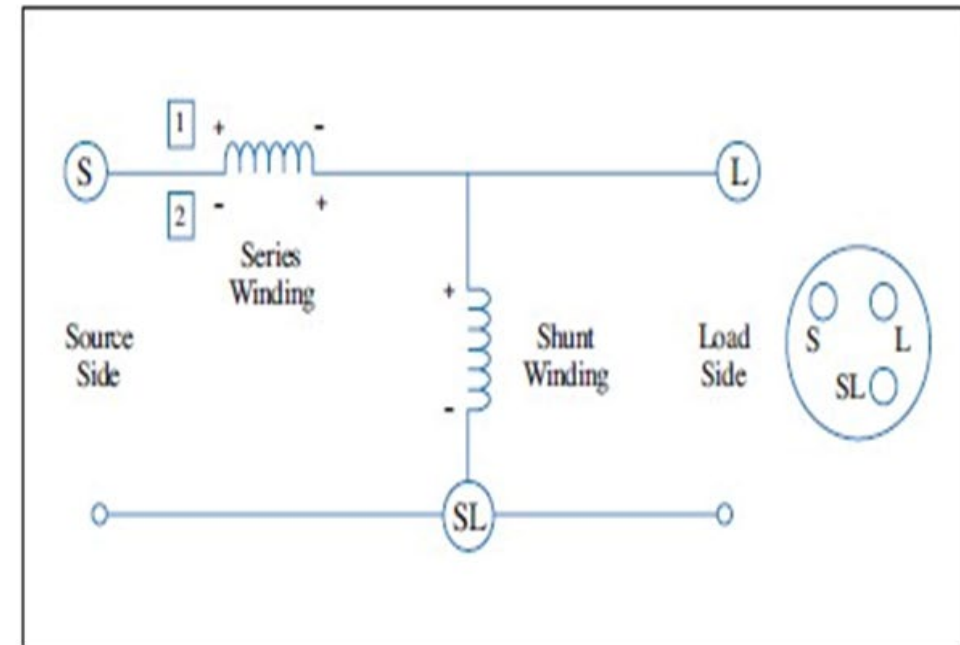 1 + -
S L
2 - +
Series
Winding
+
Source
Side
Shunt
Winding
Load
Side
S L
SL
-
SL